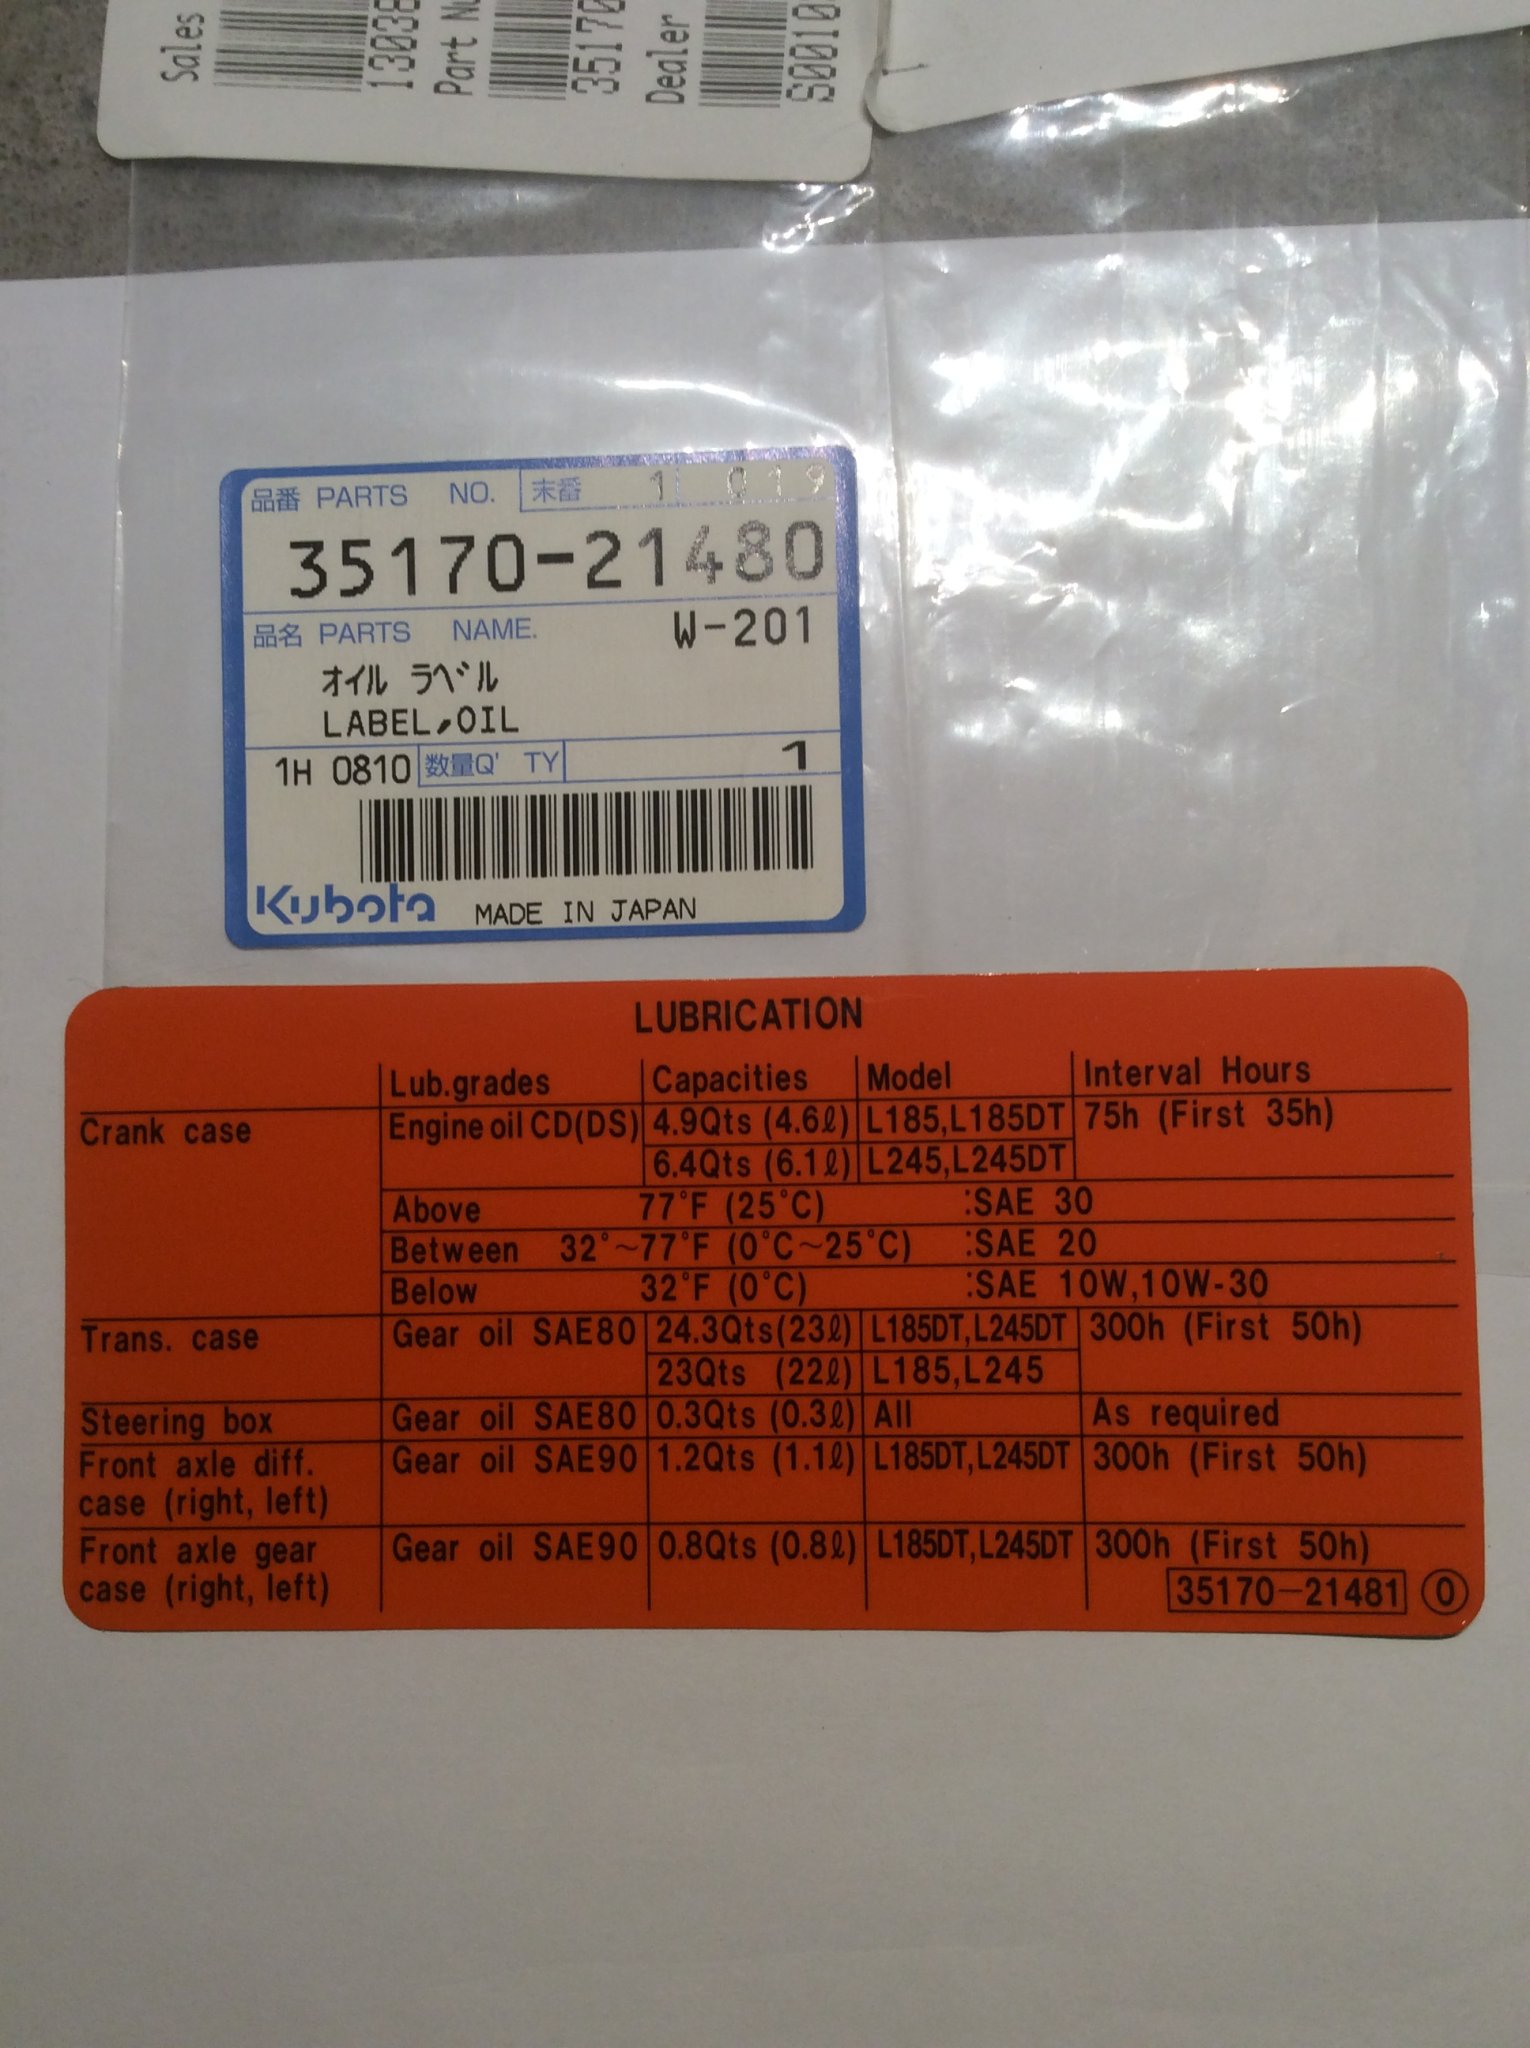 Sales
13038
Part
35170
Dealer
S0010
品番 PARTS NO. 末番 1 019
35170-21480
品名 PARTS NAME. W-201
オイル ラベル
LABEL,OIL
1H 0810 数量Q' TY 1
Kubota MADE IN JAPAN
LUBRICATION
Lub.grades Capacities Model Interval Hours
Crank case Engine oil CD(DS) 4.9Qts (4.6ℓ) L185,L185DT 75h (First 35h)
6.4Qts (6.1ℓ) L245,L245DT
Above 77°F (25°C) :SAE 30
Between 32°~77°F (0°C~25°C) :SAE 20
Below 32°F (0°C) :SAE 10W,10W-30
Trans. case Gear oil SAE80 24.3Qts(23ℓ) L185DT,L245DT 300h (First 50h)
23Qts (22ℓ) L185,L245
Steering box Gear oil SAE80 0.3Qts (0.3ℓ) All As required
Front axle diff. Gear oil SAE90 1.2Qts (1.1ℓ) L185DT,L245DT 300h (First 50h)
case (right, left)
Front axle gear Gear oil SAE90 0.8Qts (0.8ℓ) L185DT,L245DT 300h (First 50h)
case (right, left) 35170-21481 0